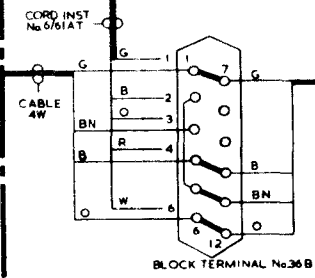 CORD INST
No. 6/61AT
G 1 1 7 G
G
CABLE
4W
B 2
O 3
BN
R 4
B B
BN
W 6
O 6 O
12
BLOCK TERMINAL No. 36B